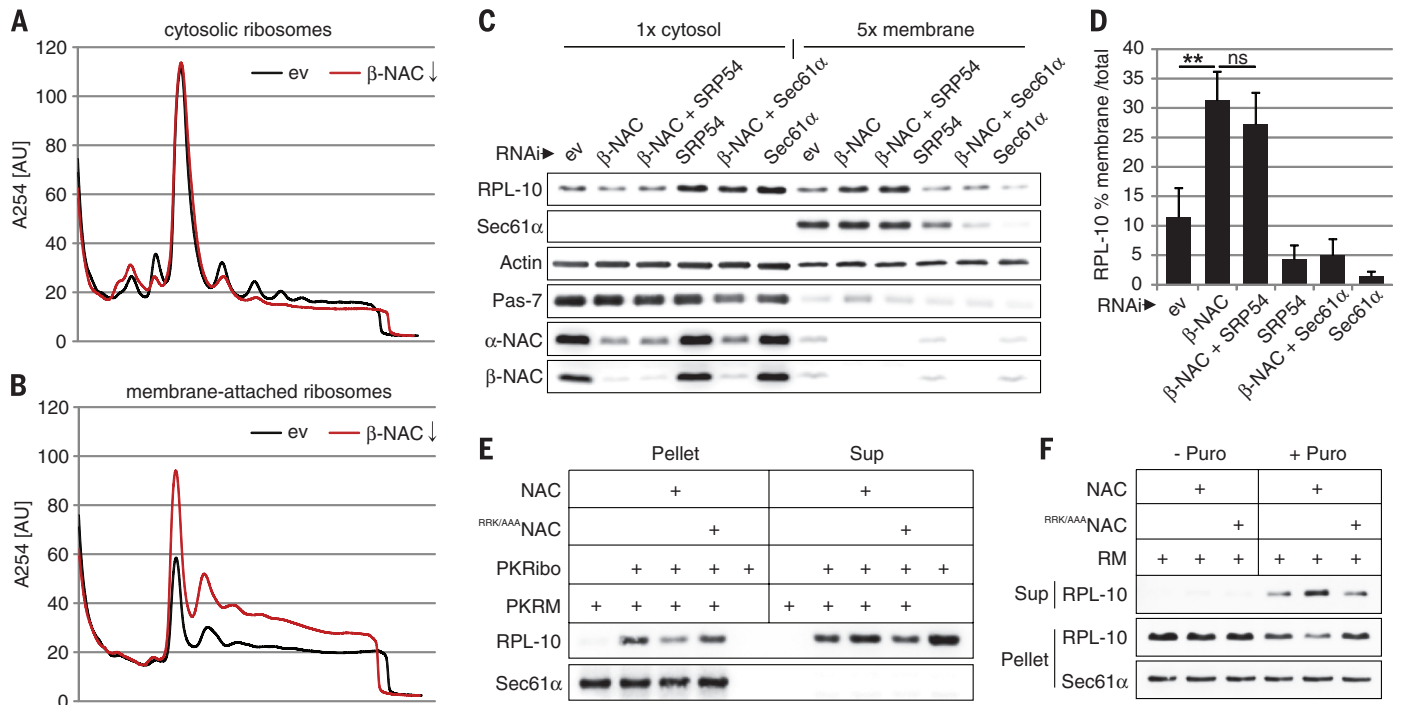 A
cytosolic ribosomes
ev
β-NAC↓
120
100
80
60
40
20
0
A254 [AU]
B
membrane-attached ribosomes
ev
β-NAC↓
120
100
80
60
40
20
0
A254 [AU]
C
1x cytosol
5x membrane
RNAi
ev
β-NAC
β-NAC + SRP54
SRP54
β-NAC + Sec61α
Sec61α
ev
β-NAC
β-NAC + SRP54
SRP54
β-NAC + Sec61α
Sec61α
RPL-10
Sec61α
Actin
Pas-7
α-NAC
β-NAC
D
RPL-10 % membrane /total
40
35
30
25
20
15
10
5
0
** ns
RNAi
ev
β-NAC
β-NAC + SRP54
SRP54
β-NAC + Sec61α
Sec61α
E
Pellet Sup
NAC + +
RRK/AAANAC + +
PKRibo + + + + + + + +
PKRM + + + + + + + +
RPL-10
Sec61α
F
- Puro + Puro
NAC + +
RRK/AAANAC + +
RM + + + + + +
Sup RPL-10
Pellet
RPL-10
Sec61α